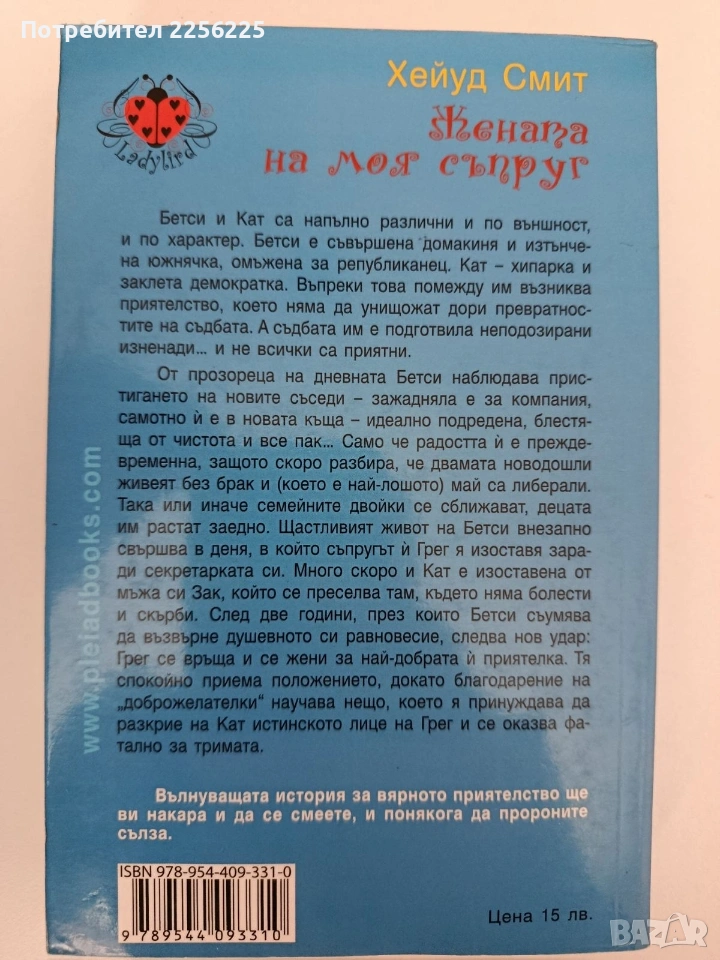 Потребител 2256225
Хейуд Смит
Жената
на моя съпруг
Ladybird
Бетси и Кат са напълно различни и по външност,
и по характер. Бетси е съвършена домакиня и изтънче-
на южнячка, омъжена за републиканец. Кат – хипарка и
заклета демократка. Въпреки това помежду им възниква
приятелство, което няма да унищожат дори превратнос-
тите на съдбата. А съдбата им е подготвила неподозирани
изненади... и не всички са приятни.
От прозореца на дневната Бетси наблюдава прис-
тигането на новите съседи – зажадняла е за компания,
самотно ѝ е в новата къща – идеално подредена, блестя-
ща от чистота и все пак... Само че радостта ѝ е прежде-
временна, защото скоро разбира, че двамата новодошли
живеят без брак и (което е най-лошото) май са либерали.
Така или иначе семейните двойки се сближават, децата
им растат заедно. Щастливият живот на Бетси внезапно
свършва в деня, в който съпругът ѝ Грег я изоставя зара-
ди секретарката си. Много скоро и Кат е изоставена от
мъжа си Зак, който се преселва там, където няма болести
и скърби. След две години, през които Бетси съумява
да възвърне душевното си равновесие, следва нов удар:
Грег се връща и се жени за най-добрата ѝ приятелка. Тя
спокойно приема положението, докато благодарение на
„доброжелателки“ научава нещо, което я принуждава да
разкрие на Кат истинското лице на Грег и се оказва фа-
тално за тримата.
www.pleiadbooks.com
Вълнуващата история за вярното приятелство ще
ви накара и да се смеете, и понякога да пророните
сълза.
ISBN 978-954-409-331-0
9 789544 093310
Цена 15 лв.
BAZAR